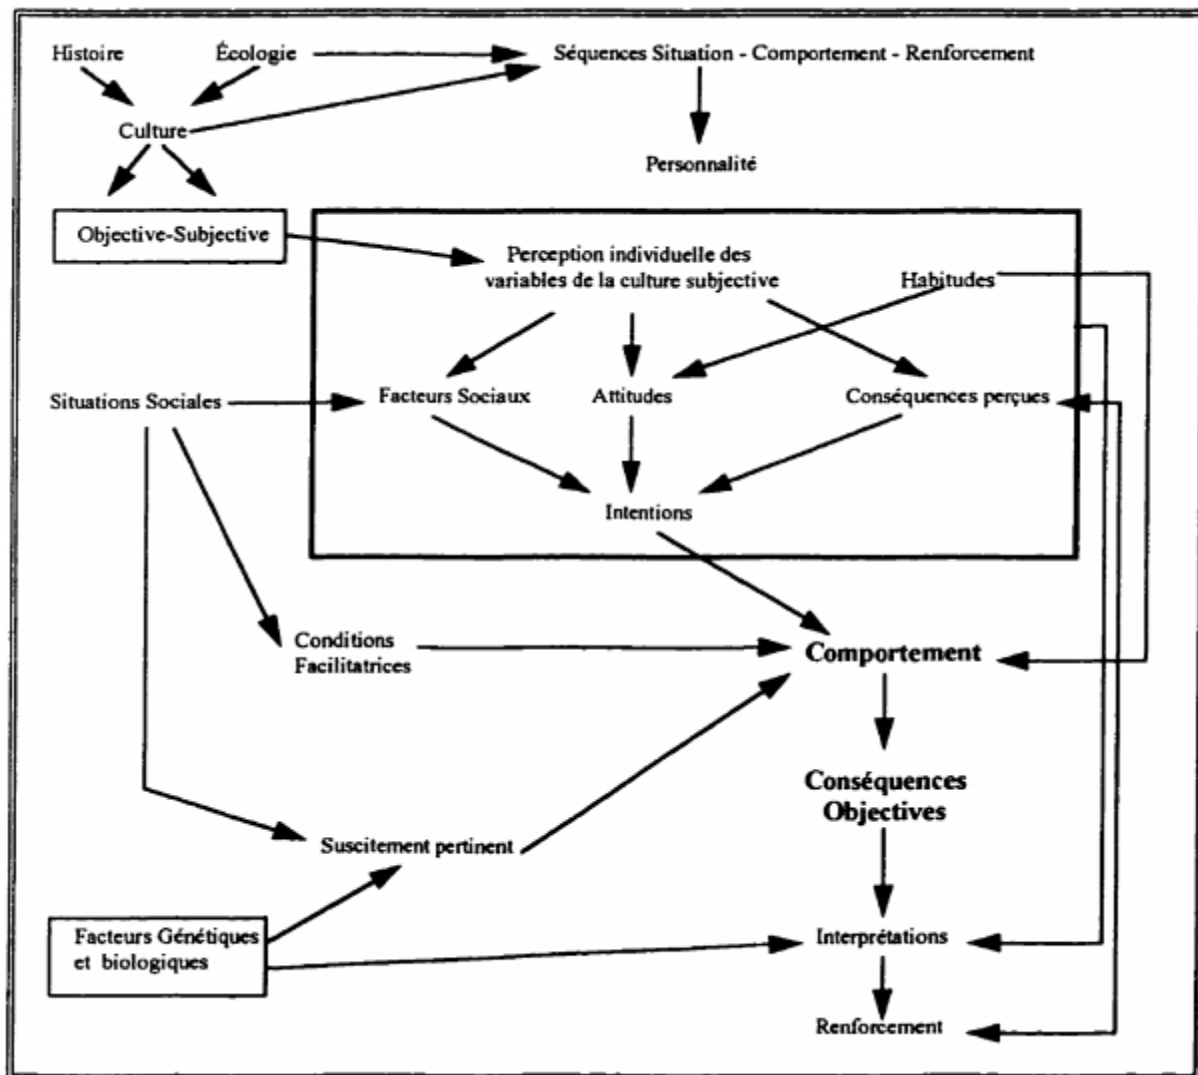 Histoire
Écologie
Séquences Situation - Comportement - Renforcement
Culture
Personnalité
Objective-Subjective
Perception individuelle des
variables de la culture subjective
Habitudes
Situations Sociales
Facteurs Sociaux
Attitudes
Conséquences perçues
Intentions
Conditions
Facilitatrices
Comportement
Conséquences
Objectives
Suscitement pertinent
Facteurs Génétiques
et biologiques
Interprétations
Renforcement